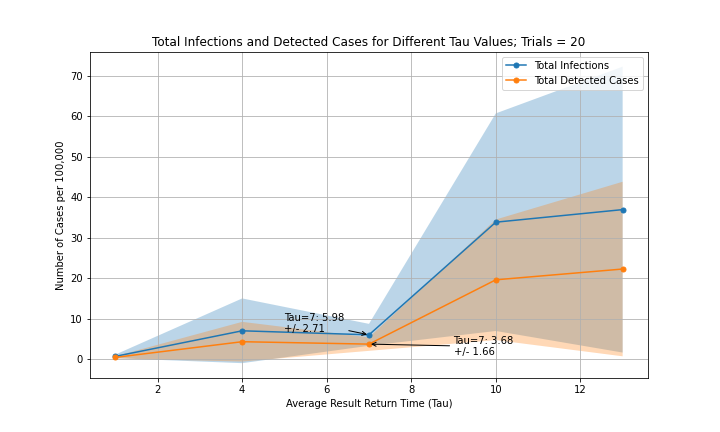 Total Infections and Detected Cases for Different Tau Values; Trials = 20
Total Infections
Total Detected Cases
Number of Cases per 100,000
70
60
50
40
30
20
10
0
Tau=7: 5.98
+/- 2.71
Tau=7: 3.68
+/- 1.66
2
4
6
8
10
12
Average Result Return Time (Tau)